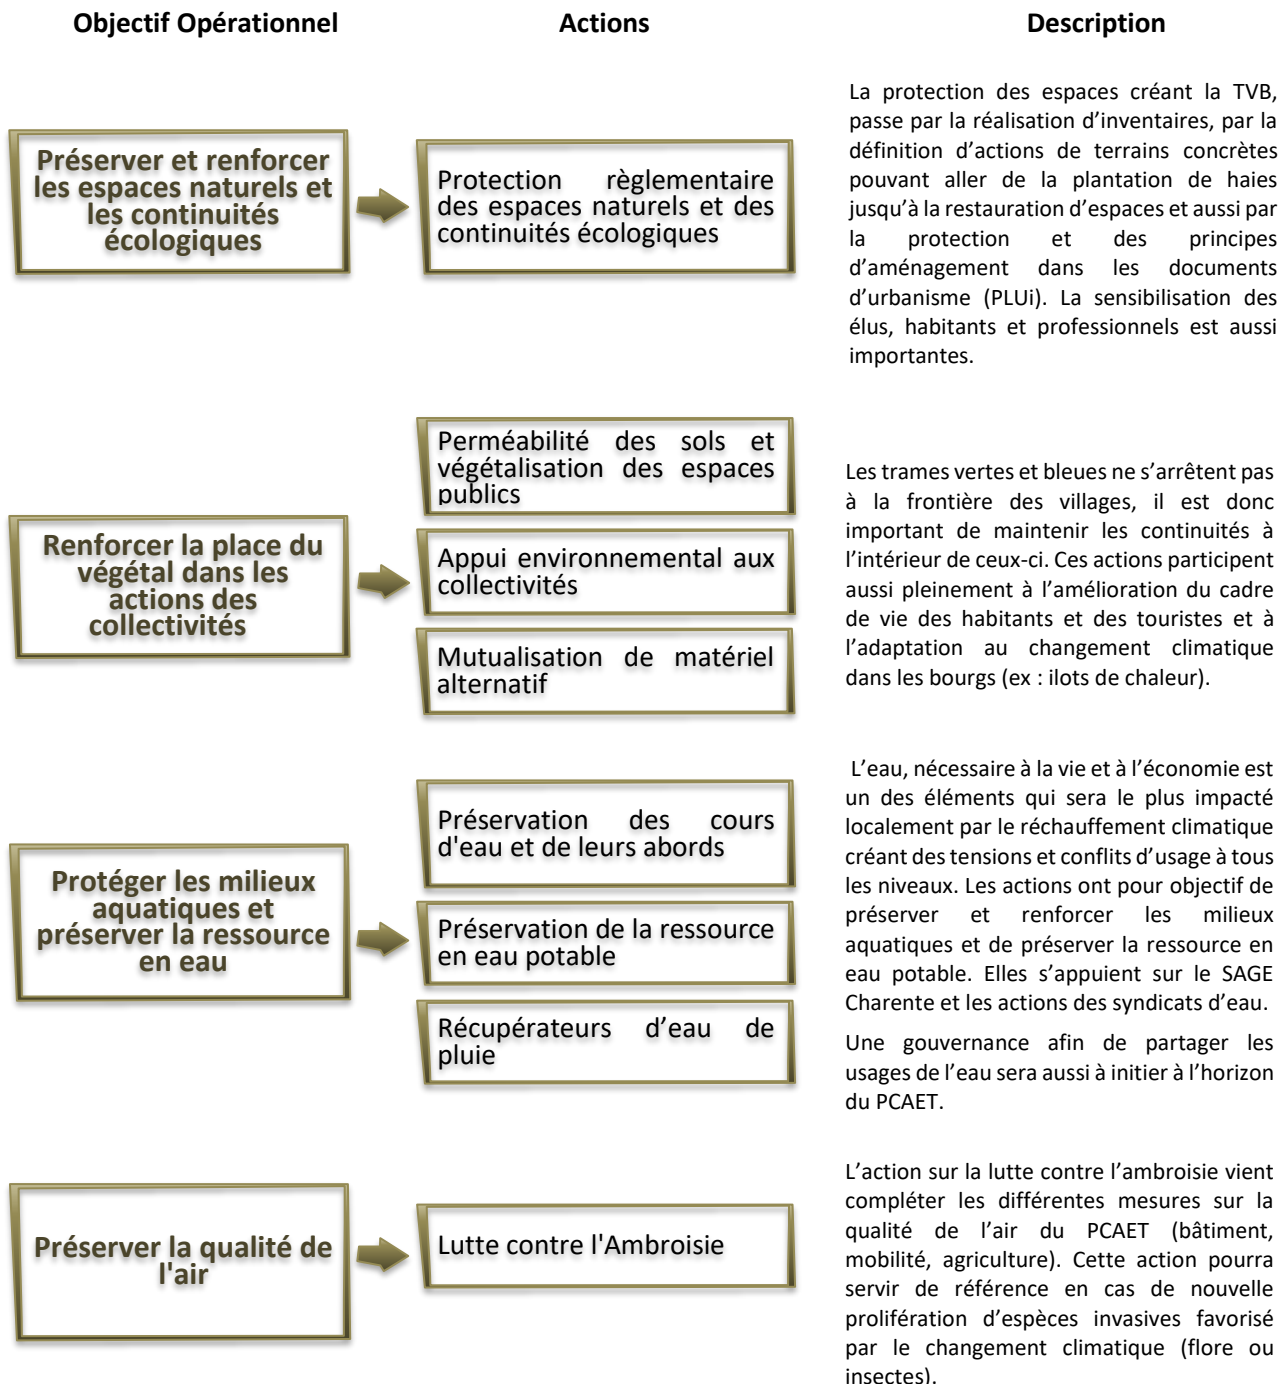 Objectif Opérationnel
Actions
Description
Préserver et renforcer
les espaces naturels et
les continuités
écologiques
Protection règlementaire
des espaces naturels et des
continuités écologiques
La protection des espaces créant la TVB,
passe par la réalisation d’inventaires, par la
définition d’actions de terrains concrètes
pouvant aller de la plantation de haies
jusqu’à la restauration d’espaces et aussi par
la protection et des principes
d’aménagement dans les documents
d’urbanisme (PLUi). La sensibilisation des
élus, habitants et professionnels est aussi
importantes.
Renforcer la place du
végétal dans les
actions des
collectivités
Perméabilité des sols et
végétalisation des espaces
publics
Appui environnemental aux
collectivités
Mutualisation de matériel
alternatif
Les trames vertes et bleues ne s’arrêtent pas
à la frontière des villages, il est donc
important de maintenir les continuités à
l’intérieur de ceux-ci. Ces actions participent
aussi pleinement à l’amélioration du cadre
de vie des habitants et des touristes et à
l’adaptation au changement climatique
dans les bourgs (ex : ilots de chaleur).
Protéger les milieux
aquatiques et
préserver la ressource
en eau
Préservation des cours
d'eau et de leurs abords
Préservation de la ressource
en eau potable
Récupérateurs d’eau de
pluie
L’eau, nécessaire à la vie et à l’économie est
un des éléments qui sera le plus impacté
localement par le réchauffement climatique
créant des tensions et conflits d’usage à tous
les niveaux. Les actions ont pour objectif de
préserver et renforcer les milieux
aquatiques et de préserver la ressource en
eau potable. Elles s’appuient sur le SAGE
Charente et les actions des syndicats d’eau.
Une gouvernance afin de partager les
usages de l’eau sera aussi à initier à l’horizon
du PCAET.
Préserver la qualité de
l'air
Lutte contre l'Ambroisie
L’action sur la lutte contre l’ambroisie vient
compléter les différentes mesures sur la
qualité de l’air du PCAET (bâtiment,
mobilité, agriculture). Cette action pourra
servir de référence en cas de nouvelle
prolifération d’espèces invasives favorisé
par le changement climatique (flore ou
insectes).